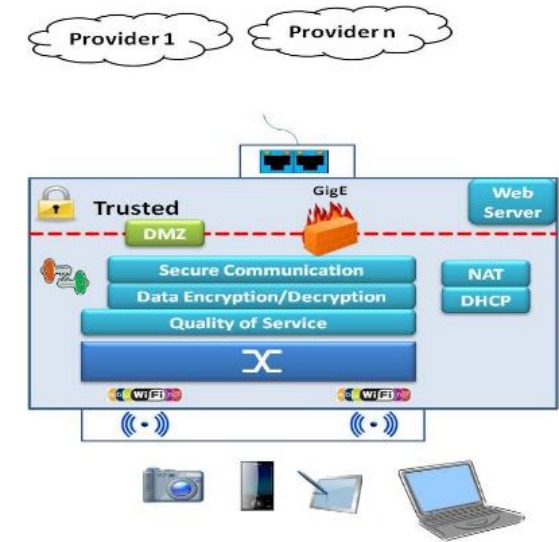 Provider 1
Provider n
GigE
Web
Server
Trusted
DMZ
Secure Communication
NAT
Data Encryption/Decryption
DHCP
Quality of Service
WiFi
WiFi